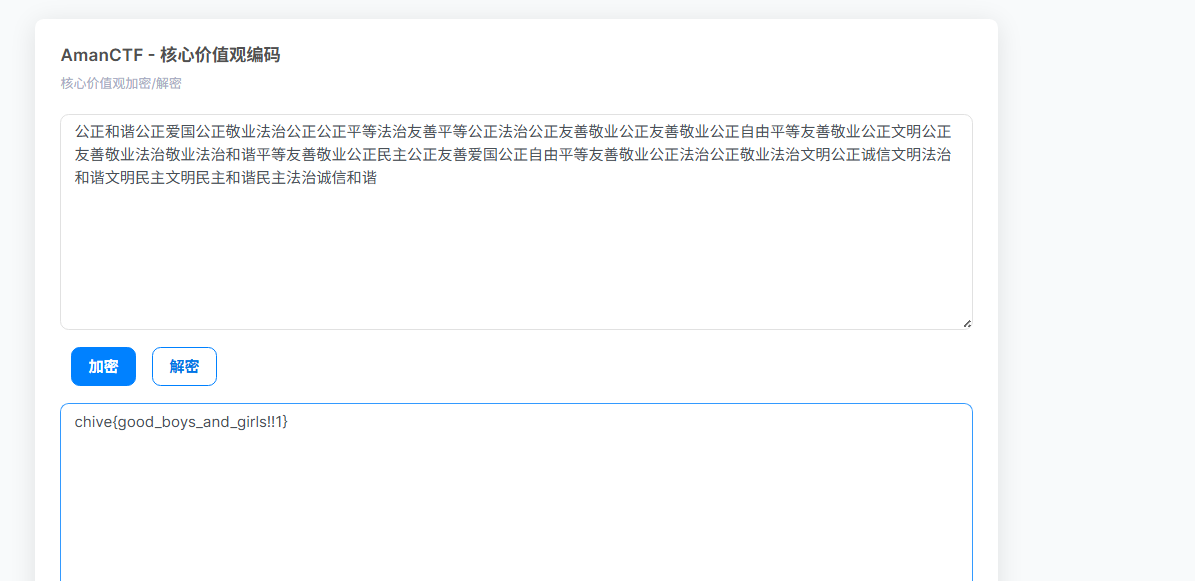 AmanCTF - 核心价值观编码
核心价值观加密/解密
公正和谐公正爱国公正敬业法治公正公正平等法治友善平等公正法治公正友善敬业公正友善敬业公正自由平等友善敬业公正文明公正
友善敬业法治敬业法治和谐平等友善敬业公正民主公正友善爱国公正自由平等友善敬业公正法治公正敬业法治文明公正诚信文明法治
和谐文明民主文明民主和谐民主法治诚信和谐
加密 解密
chive{good_boys_and_girls!!1}